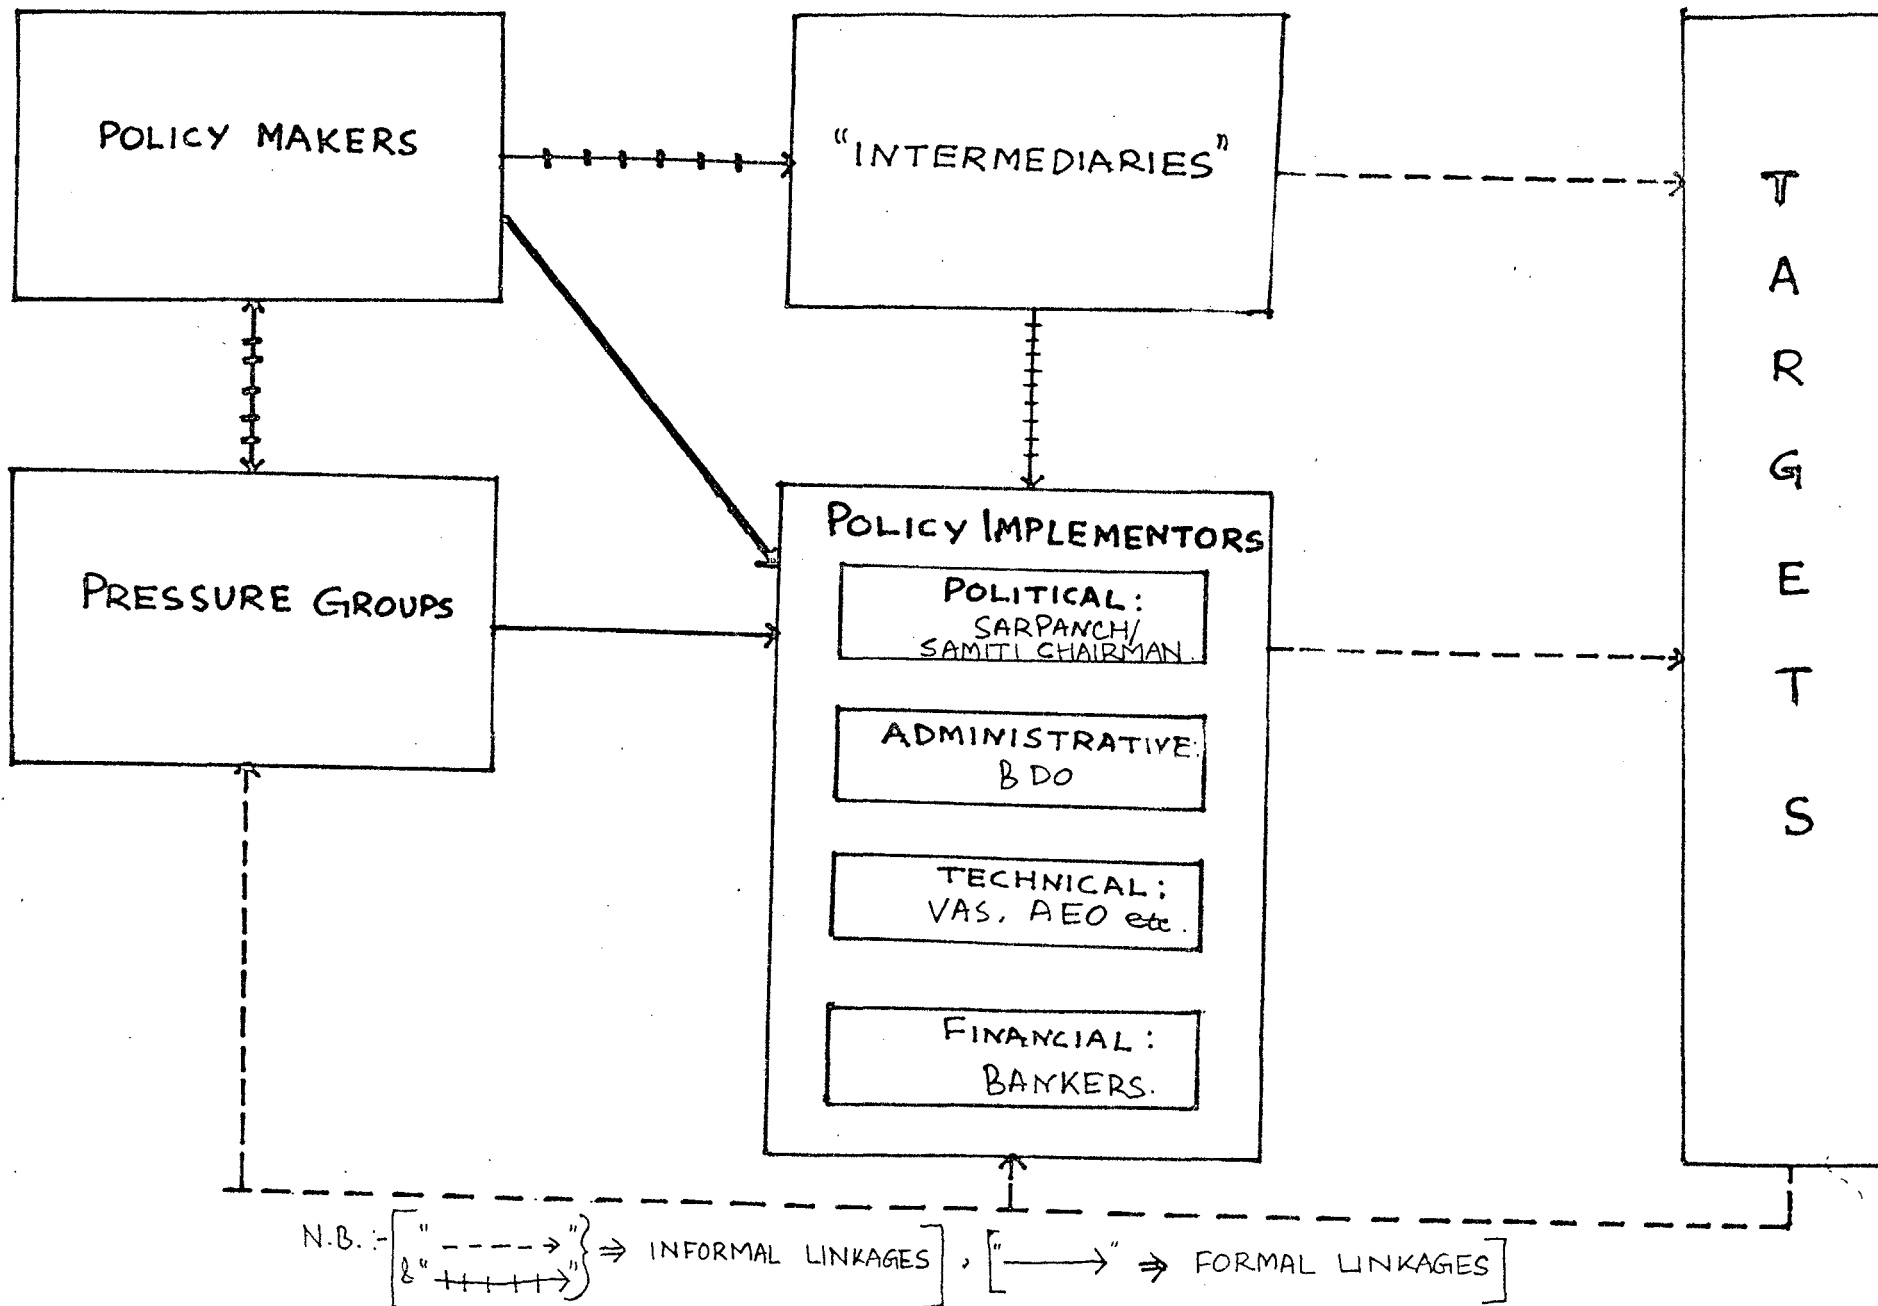 POLICY MAKERS
"INTERMEDIARIES"
TARGETS
PRESSURE GROUPS
POLICY IMPLEMENTORS
POLITICAL:
SARPANCH/
SAMITI CHAIRMAN.
ADMINISTRATIVE:
BDO
TECHNICAL:
VAS, AEO etc.
FINANCIAL:
BANKERS.
N.B.:- [" - - - → " } ⇒ INFORMAL LINKAGES], [" ——→ " ⇒ FORMAL LINKAGES]
& " +++++→ "